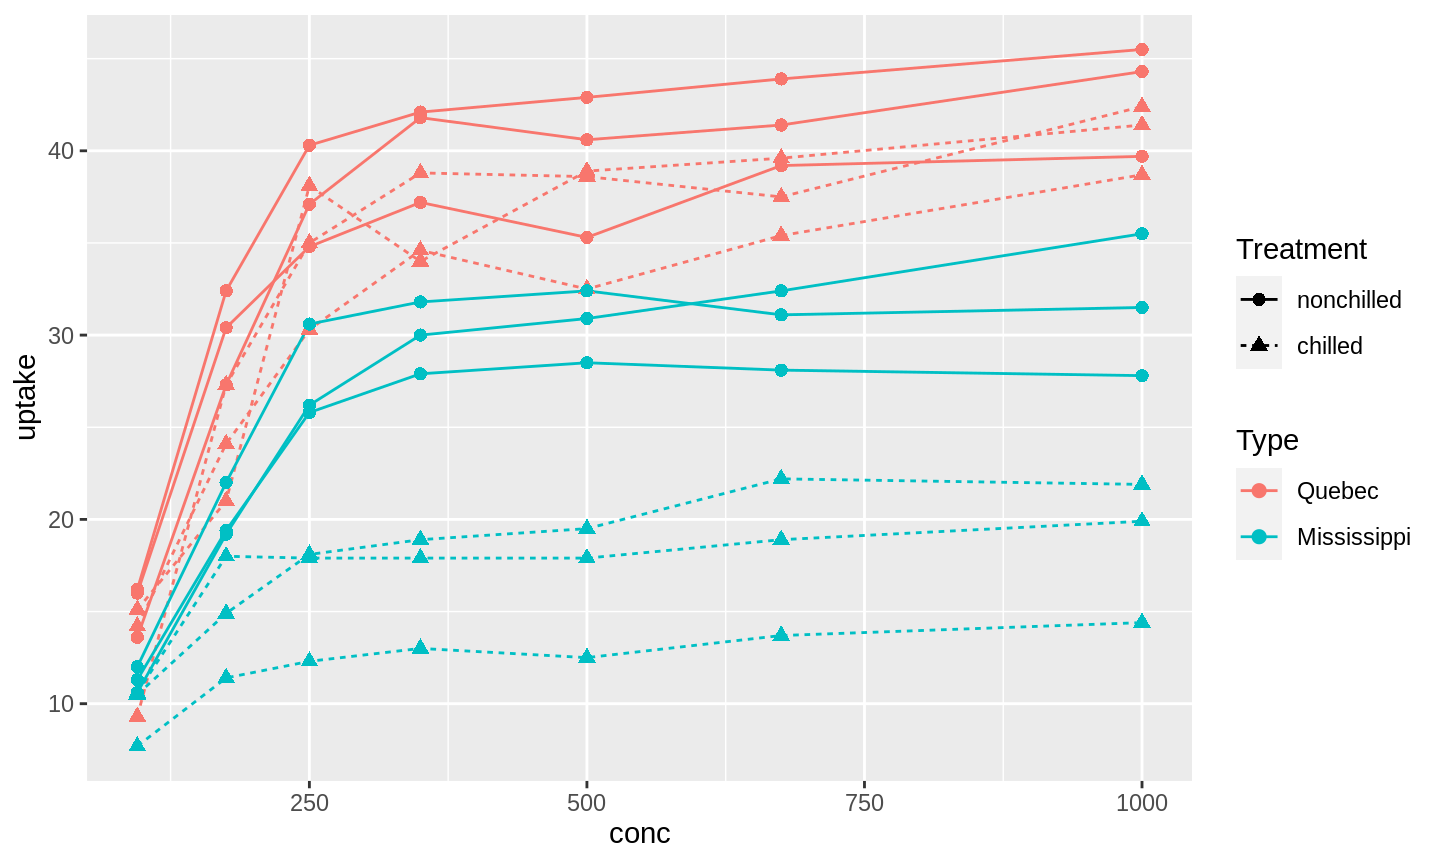 40
30
20
10
uptake
250 500 750 1000
conc
Treatment
nonchilled
chilled
Type
Quebec
Mississippi